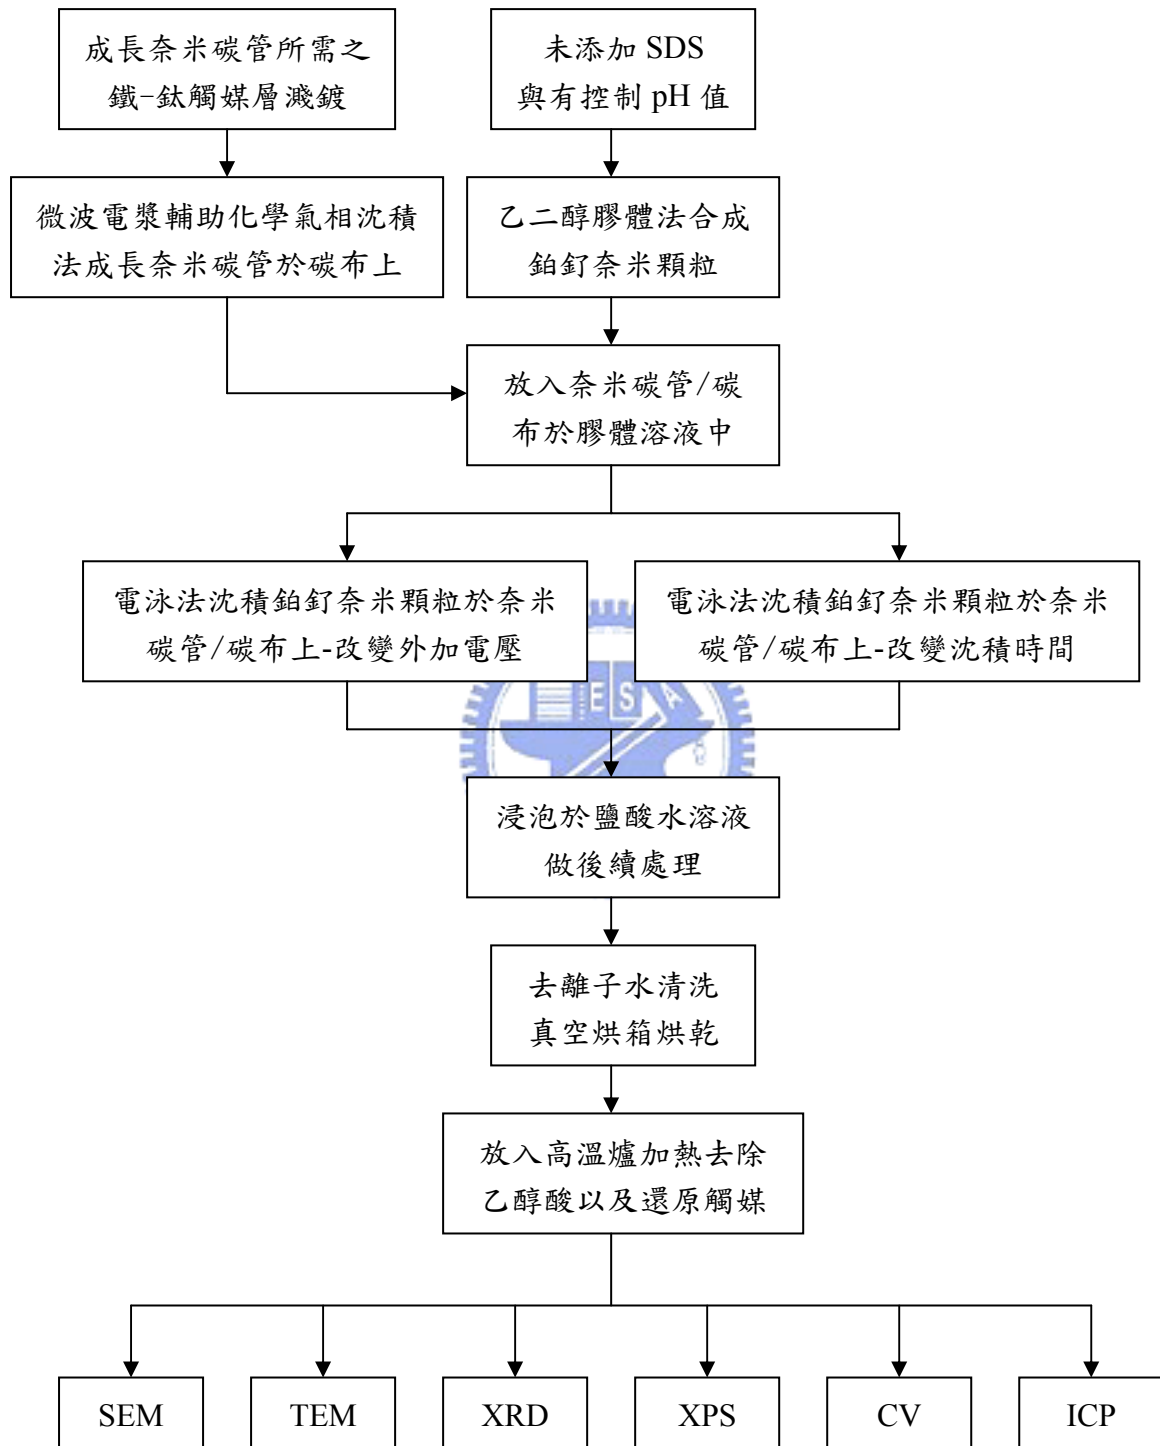 成長奈米碳管所需之
鐵-鈦觸媒層濺鍍
未添加 SDS
與有控制 pH 值
微波電漿輔助化學氣相沈積
法成長奈米碳管於碳布上
乙二醇膠體法合成
鉑釕奈米顆粒
放入奈米碳管/碳
布於膠體溶液中
電泳法沈積鉑釕奈米顆粒於奈米
碳管/碳布上-改變外加電壓
電泳法沈積鉑釕奈米顆粒於奈米
碳管/碳布上-改變沈積時間
E S A
浸泡於鹽酸水溶液
做後續處理
去離子水清洗
真空烘箱烘乾
放入高溫爐加熱去除
乙醇酸以及還原觸媒
SEM
TEM
XRD
XPS
CV
ICP